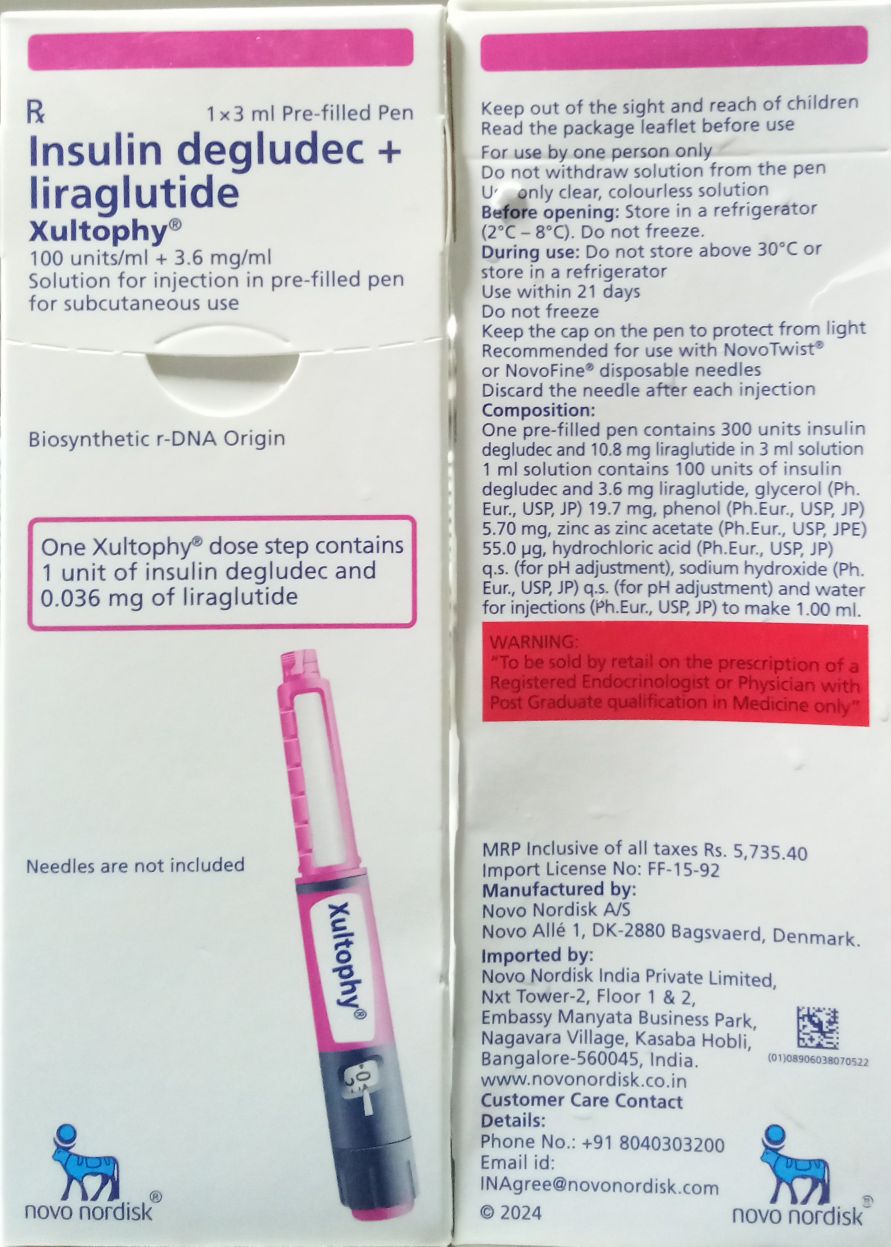 Rx
1×3 ml Pre-filled Pen
Insulin degludec +
liraglutide
Xultophy®
100 units/ml + 3.6 mg/ml
Solution for injection in pre-filled pen
for subcutaneous use
Biosynthetic r-DNA Origin
One Xultophy® dose step contains
1 unit of insulin degludec and
0.036 mg of liraglutide
Needles are not included
Xultophy®
novo nordisk®
Keep out of the sight and reach of children
Read the package leaflet before use
For use by one person only
Do not withdraw solution from the pen
only clear, colourless solution
Before opening: Store in a refrigerator
(2°C – 8°C). Do not freeze.
During use: Do not store above 30°C or
store in a refrigerator
Use within 21 days
Do not freeze
Keep the cap on the pen to protect from light
Recommended for use with NovoTwist®
or NovoFine® disposable needles
Discard the needle after each injection
Composition:
One pre-filled pen contains 300 units insulin
degludec and 10.8 mg liraglutide in 3 ml solution
1 ml solution contains 100 units of insulin
degludec and 3.6 mg liraglutide, glycerol (Ph.
Eur., USP, JP) 19.7 mg, phenol (Ph.Eur., USP, JP)
5.70 mg, zinc as zinc acetate (Ph.Eur., USP, JPE)
55.0 µg, hydrochloric acid (Ph.Eur., USP, JP)
q.s. (for pH adjustment), sodium hydroxide (Ph.
Eur., USP, JP) q.s. (for pH adjustment) and water
for injections (Ph.Eur., USP, JP) to make 1.00 ml.
WARNING:
"To be sold by retail on the prescription of a
Registered Endocrinologist or Physician with
Post Graduate qualification in Medicine only"
MRP Inclusive of all taxes Rs. 5,735.40
Import License No: FF-15-92
Manufactured by:
Novo Nordisk A/S
Novo Allé 1, DK-2880 Bagsvaerd, Denmark.
Imported by:
Novo Nordisk India Private Limited,
Nxt Tower-2, Floor 1 & 2,
Embassy Manyata Business Park,
Nagavara Village, Kasaba Hobli,
Bangalore-560045, India.
(01)08906038070522
www.novonordisk.co.in
Customer Care Contact
Details:
Phone No.: +91 8040303200
Email id:
INAgree@novonordisk.com
© 2024
novo nordisk®